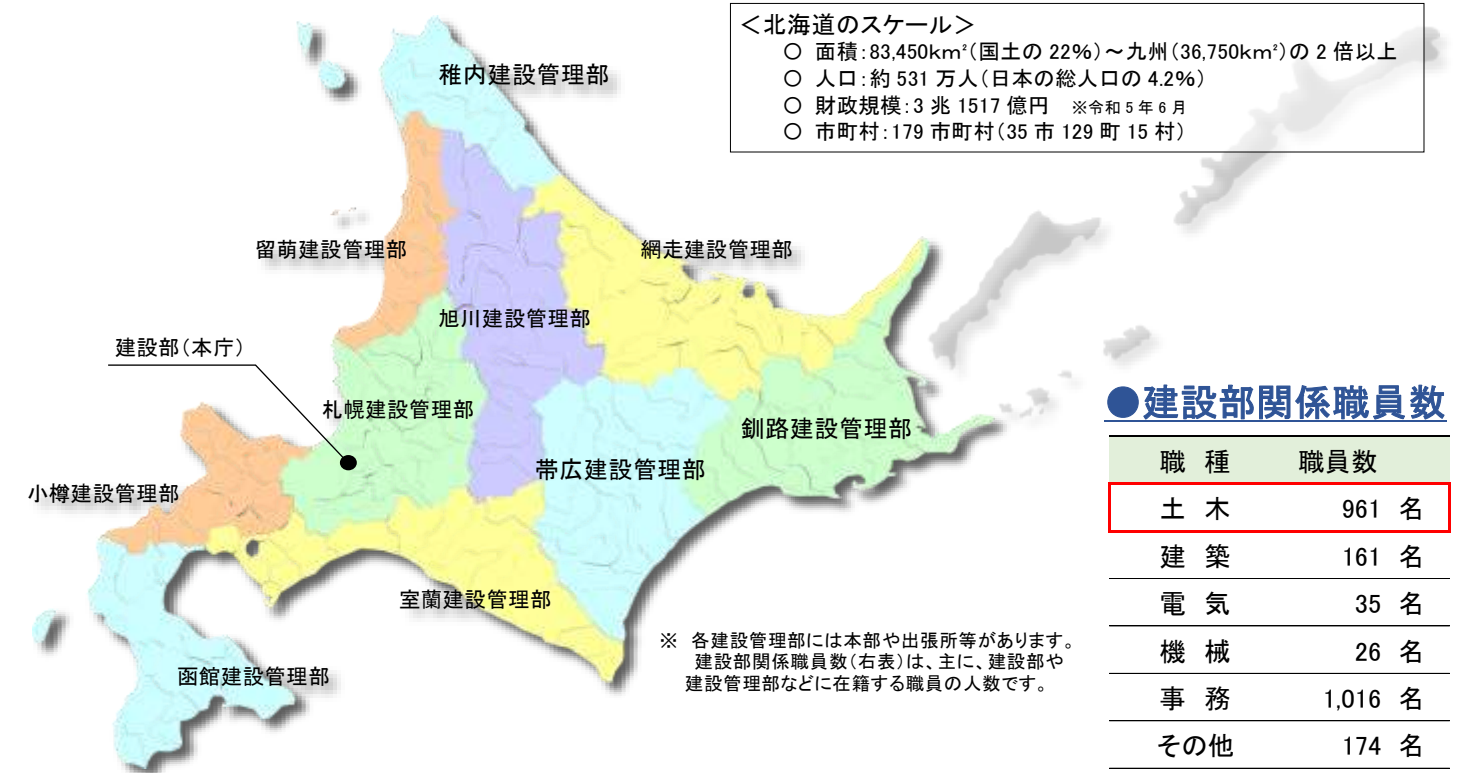 <北海道のスケール>
○ 面積:83,450km²(国土の 22%)~九州(36,750km²)の 2 倍以上
○ 人口:約 531 万人(日本の総人口の 4.2%)
○ 財政規模:3 兆 1517 億円 ※令和 5 年 6 月
○ 市町村:179 市町村(35 市 129 町 15 村)
稚内建設管理部
留萌建設管理部
網走建設管理部
旭川建設管理部
建設部(本庁)
札幌建設管理部
釧路建設管理部
帯広建設管理部
小樽建設管理部
室蘭建設管理部
函館建設管理部
※ 各建設管理部には本部や出張所等があります。
建設部関係職員数(右表)は、主に、建設部や
建設管理部などに在籍する職員の人数です。
●建設部関係職員数
職 種 職員数
土 木 961 名
建 築 161 名
電 気 35 名
機 械 26 名
事 務 1,016 名
その他 174 名